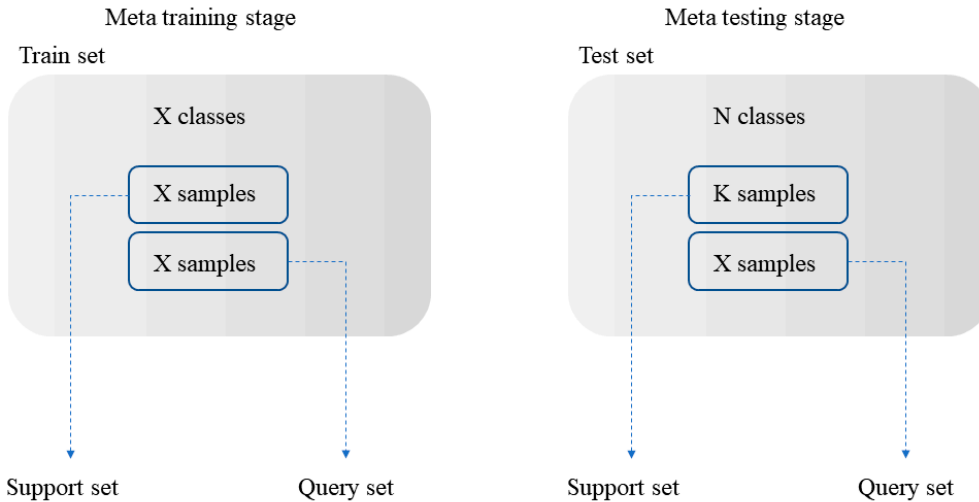 Meta training stage
Train set
X classes
X samples
X samples
Support set
Query set
Meta testing stage
Test set
N classes
K samples
X samples
Support set
Query set